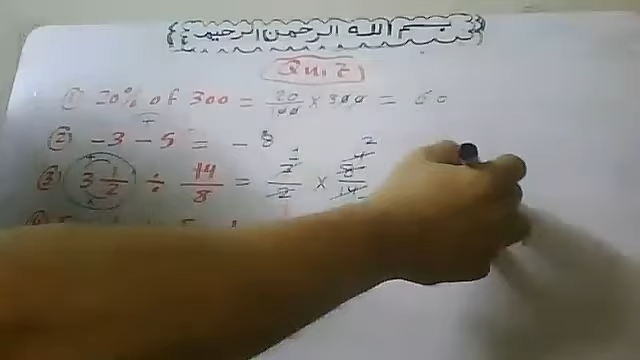 بسم الله الرحمن الرحيم
Quiz
① 20% of 300 = 20/100 × 300 = 60
② -3 - 5 = - 8
③ 3 1/2 ÷ 14/8 = 7/2 × 8/14